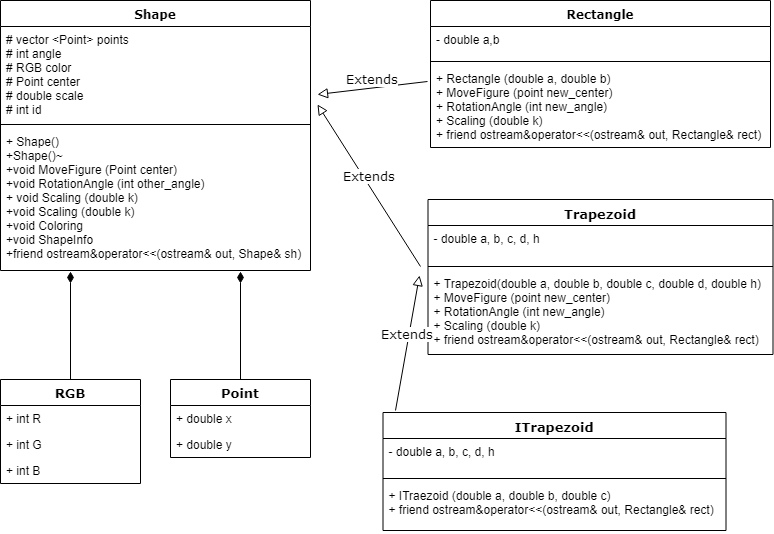 Shape
# vector <Point> points
# int angle
# RGB color
# Point center
# double scale
# int id
+ Shape()
+Shape()~
+void MoveFigure (Point center)
+void RotationAngle (int other_angle)
+ void Scaling (double k)
+void Scaling (double k)
+void Coloring
+void ShapeInfo
+friend ostream&operator<<(ostream& out, Shape& sh)
Extends
Rectangle
- double a,b
+ Rectangle (double a, double b)
+ MoveFigure (point new_center)
+ RotationAngle (int new_angle)
+ Scaling (double k)
+ friend ostream&operator<<(ostream& out, Rectangle& rect)
Extends
Trapezoid
- double a, b, c, d, h
+ Trapezoid(double a, double b, double c, double d, double h)
+ MoveFigure (point new_center)
+ RotationAngle (int new_angle)
+ Scaling (double k)
+ friend ostream&operator<<(ostream& out, Rectangle& rect)
Extends
RGB
+ int R
+ int G
+ int B
Point
+ double x
+ double y
ITrapezoid
- double a, b, c, d, h
+ ITraezoid (double a, double b, double c)
+ friend ostream&operator<<(ostream& out, Rectangle& rect)